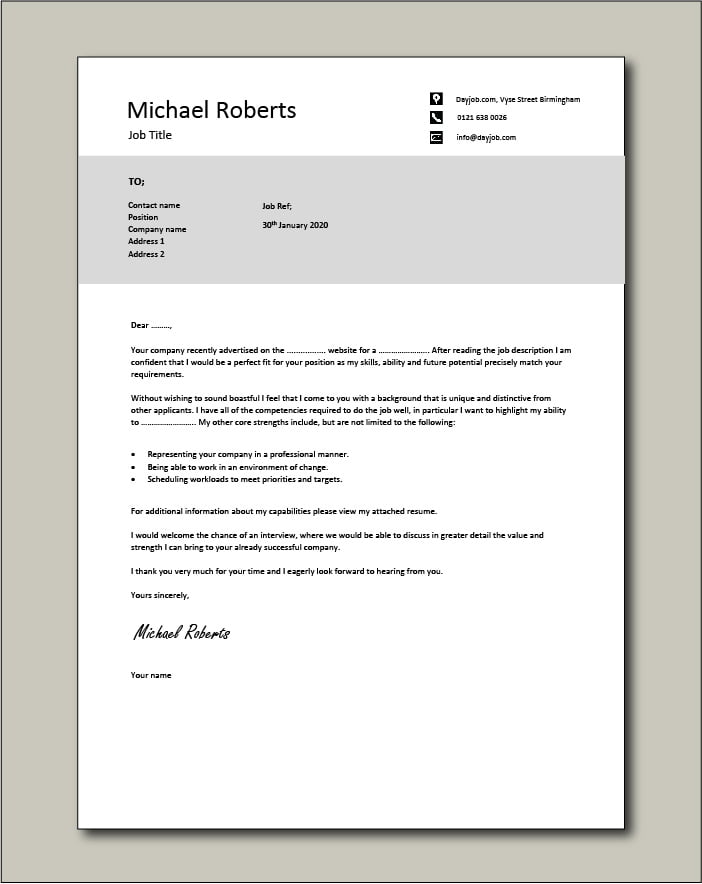 Michael Roberts
Job Title
Dayjob.com, Vyse Street Birmingham
0121 638 0026
info@dayjob.com
TO;
Contact name
Position
Company name
Address 1
Address 2
Job Ref;
30th January 2020
Dear ........,
Your company recently advertised on the ................. website for a ...................... After reading the job description I am
confident that I would be a perfect fit for your position as my skills, ability and future potential precisely match your
requirements.
Without wishing to sound boastful I feel that I come to you with a background that is unique and distinctive from
other applicants. I have all of the competencies required to do the job well, in particular I want to highlight my ability
to ........................ My other core strengths include, but are not limited to the following:
• Representing your company in a professional manner.
• Being able to work in an environment of change.
• Scheduling workloads to meet priorities and targets.
For additional information about my capabilities please view my attached resume.
I would welcome the chance of an interview, where we would be able to discuss in greater detail the value and
strength I can bring to your already successful company.
I thank you very much for your time and I eagerly look forward to hearing from you.
Yours sincerely,
Michael Roberts
Your name